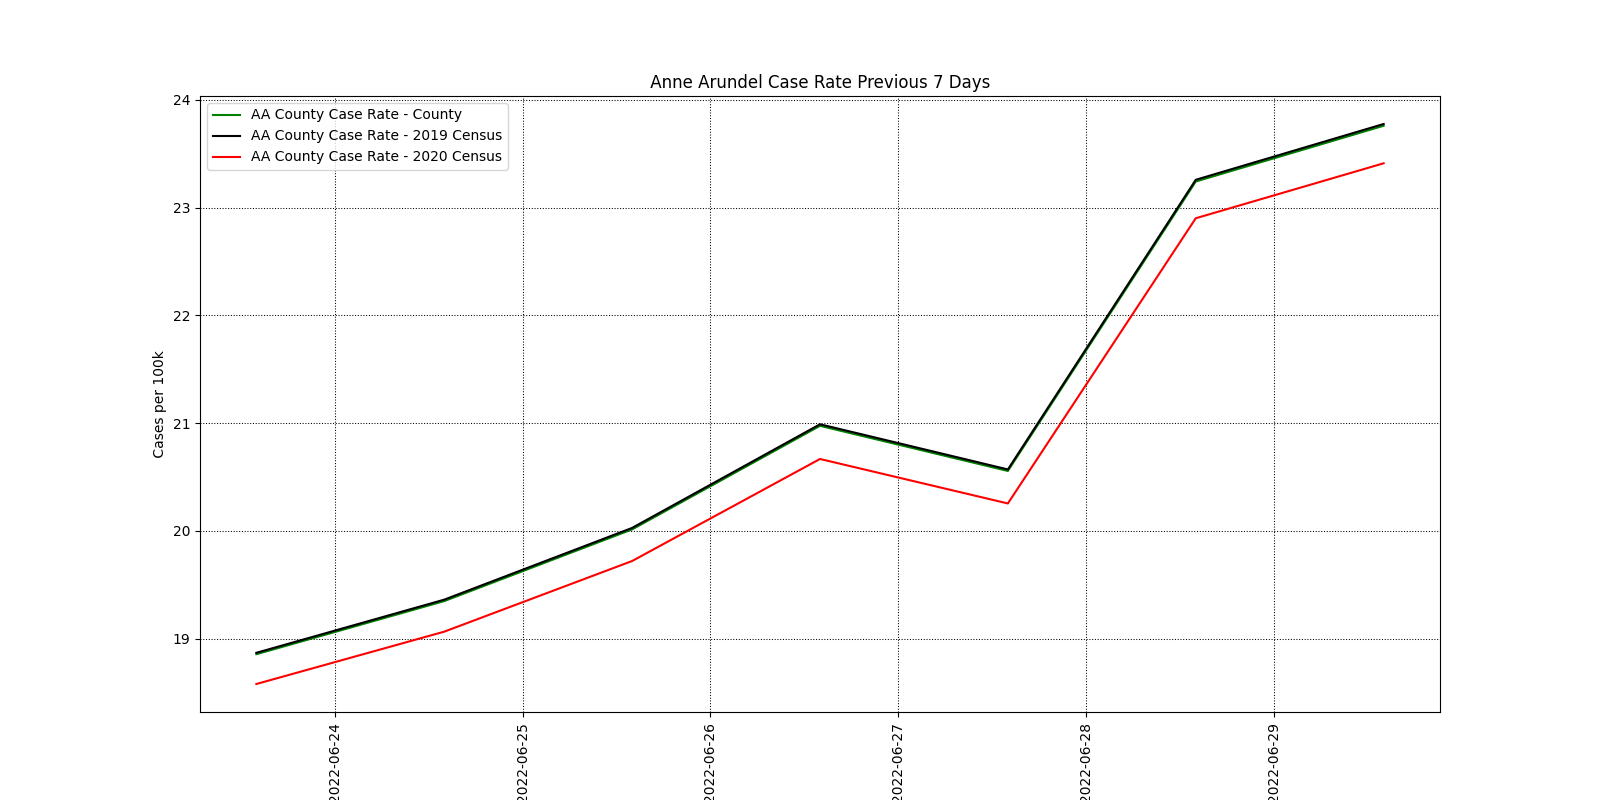 Anne Arundel Case Rate Previous 7 Days
AA County Case Rate - County
AA County Case Rate - 2019 Census
AA County Case Rate - 2020 Census
Cases per 100k
24
23
22
21
20
19
2022-06-24
2022-06-25
2022-06-26
2022-06-27
2022-06-28
2022-06-29